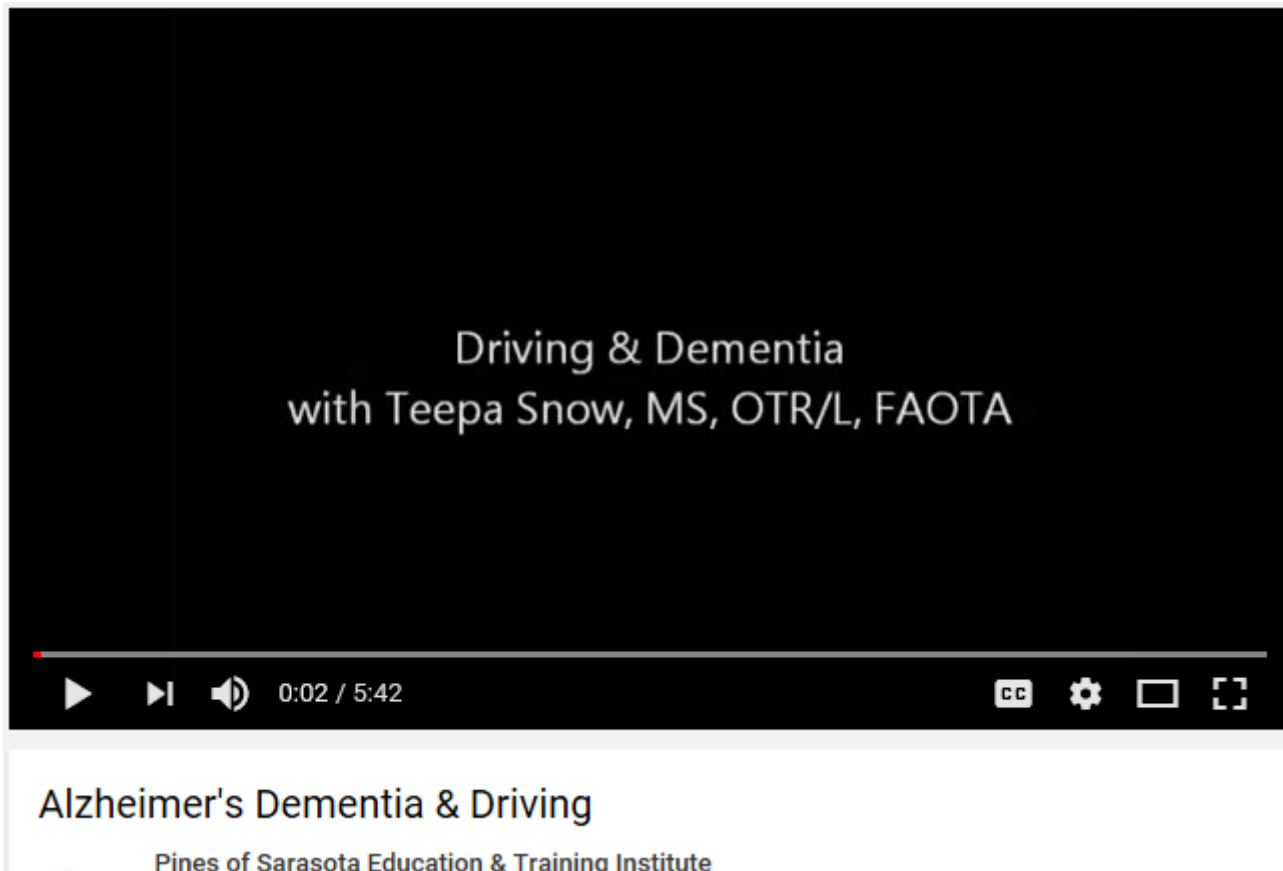 Driving & Dementia
with Teepa Snow, MS, OTR/L, FAOTA
0:02 / 5:42
CC
Alzheimer's Dementia & Driving
Pines of Sarasota Education & Training Institute